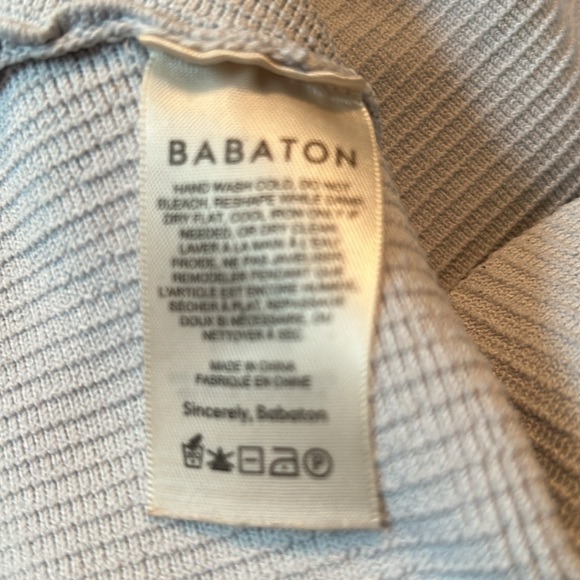 BABATON
HAND WASH COLD, DO NOT
BLEACH, RESHAPE WHILE DAMP,
DRY FLAT, COOL IRON ONLY IF
NEEDED, OR DRY CLEAN.
LAVER À LA MAIN À L'EAU
FROIDE, NE PAS JAVELLISER,
REMODELER PENDANT QUE
L'ARTICLE EST ENCORE HUMIDE,
SÉCHER À PLAT, REPASSAGE
DOUX SI NÉCESSAIRE, OU
NETTOYER À SEC.
MADE IN CHINA
FABRIQUÉ EN CHINE
Sincerely, Babaton
P